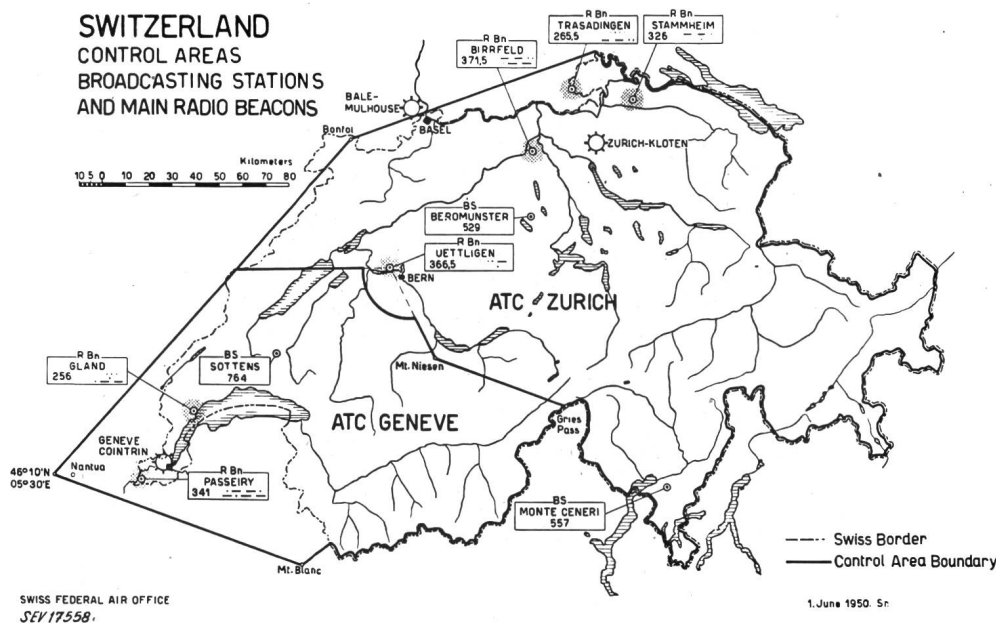 SWITZERLAND
CONTROL AREAS
BROADCASTING STATIONS
AND MAIN RADIO BEACONS
Kilometers
10 5 0 10 20 30 40 50 60 70 80
R Bn
TRASADINGEN
265,5
R Bn
STAMMHEIM
326
R Bn
BIRRFELD
371,5
BALE-
MULHOUSE
BASEL
Bonfol
ZURICH-KLOTEN
BS
BEROMUNSTER
529
R Bn
UETTLIGEN
366,5
BERN
ATC ZURICH
BS
SOTTENS
764
Mt. Niesen
R Bn
GLAND
256
ATC GENEVE
Gries
Pass
GENEVE
COINTRIN
46°10'N
05°30'E
Nantua
R Bn
PASSEIRY
341
BS
MONTE CENERI
557
Mt. Blanc
Swiss Border
Control Area Boundary
SWISS FEDERAL AIR OFFICE
SEV 17558.
1. June 1950. Sr.